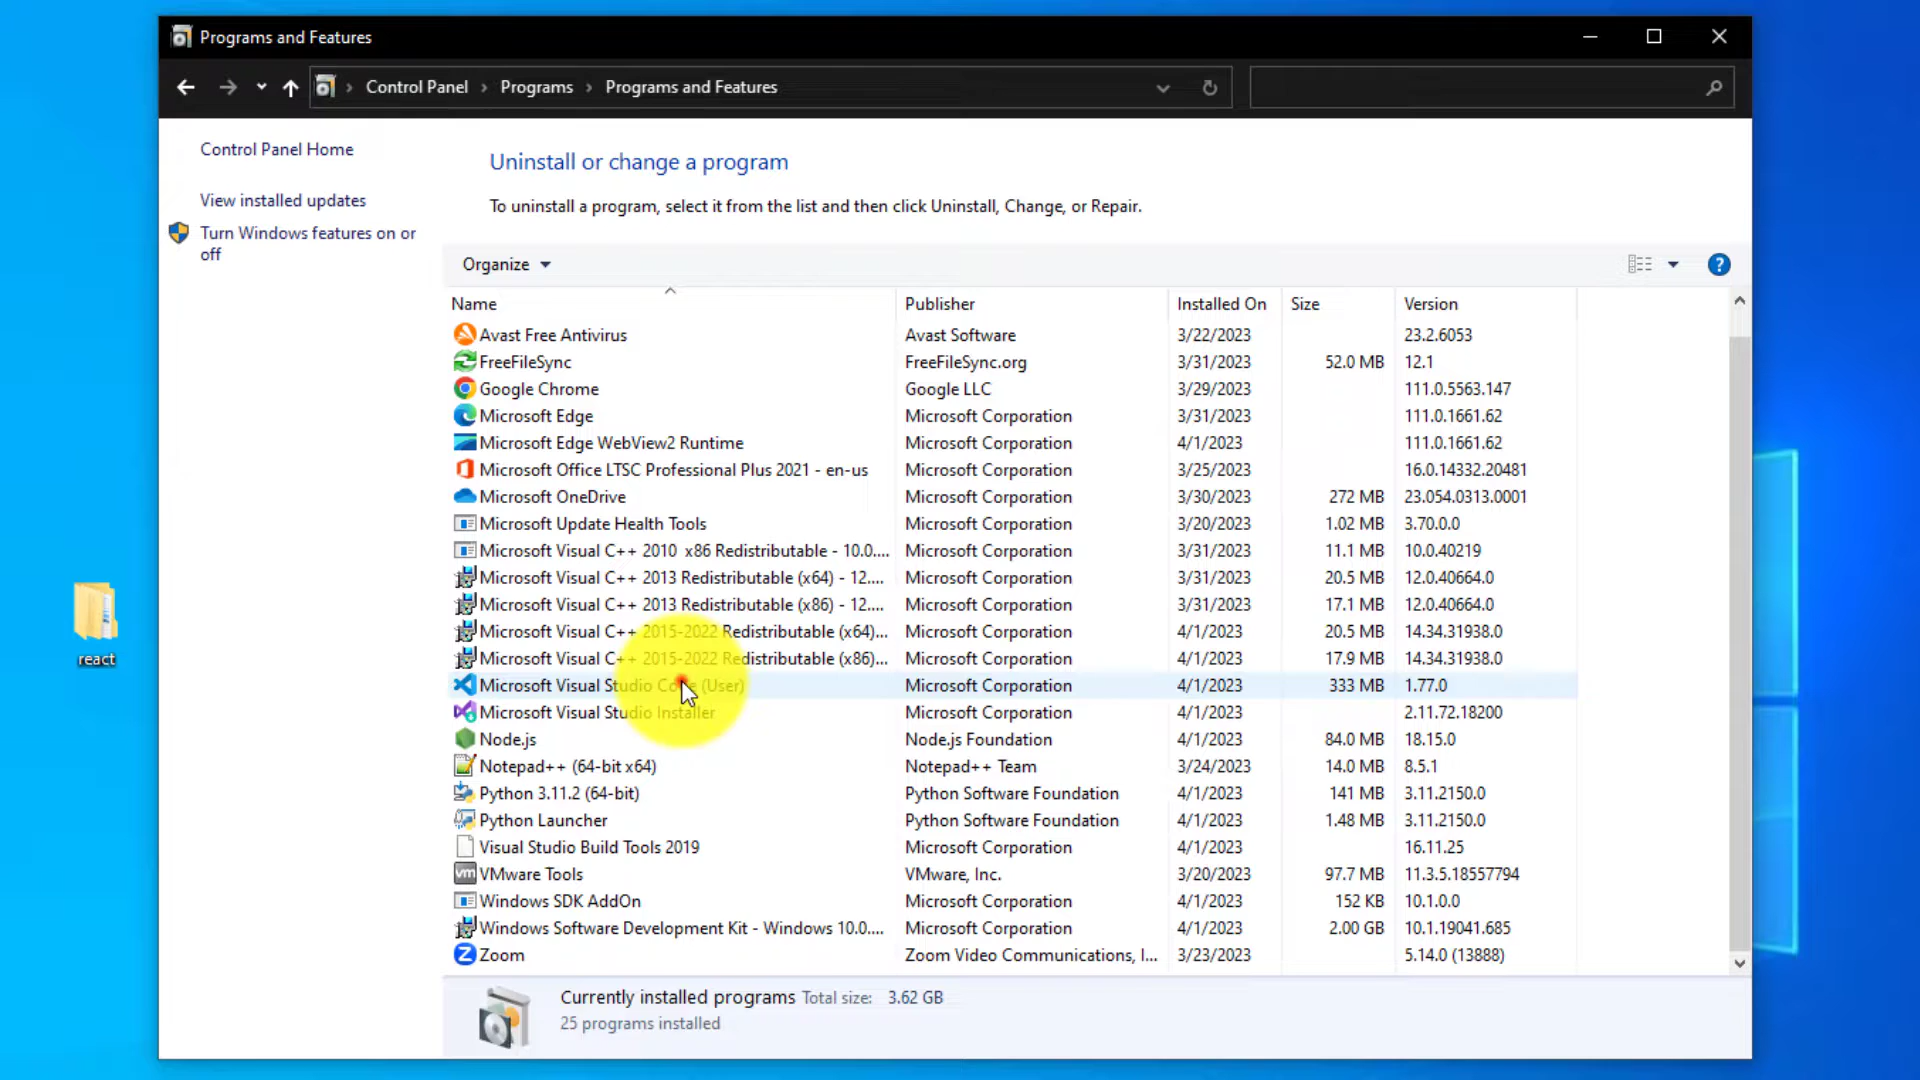 Programs and Features
Control Panel > Programs > Programs and Features
Control Panel Home
View installed updates
Turn Windows features on or
off
Uninstall or change a program
To uninstall a program, select it from the list and then click Uninstall, Change, or Repair.
Organize
Name Publisher Installed On Size Version
Avast Free Antivirus Avast Software 3/22/2023 23.2.6053
FreeFileSync FreeFileSync.org 3/31/2023 52.0 MB 12.1
Google Chrome Google LLC 3/29/2023 111.0.5563.147
Microsoft Edge Microsoft Corporation 3/31/2023 111.0.1661.62
Microsoft Edge WebView2 Runtime Microsoft Corporation 4/1/2023 111.0.1661.62
Microsoft Office LTSC Professional Plus 2021 - en-us Microsoft Corporation 3/25/2023 16.0.14332.20481
Microsoft OneDrive Microsoft Corporation 3/30/2023 272 MB 23.054.0313.0001
Microsoft Update Health Tools Microsoft Corporation 3/20/2023 1.02 MB 3.70.0.0
Microsoft Visual C++ 2010 x86 Redistributable - 10.0.... Microsoft Corporation 3/31/2023 11.1 MB 10.0.40219
Microsoft Visual C++ 2013 Redistributable (x64) - 12.... Microsoft Corporation 3/31/2023 20.5 MB 12.0.40664.0
Microsoft Visual C++ 2013 Redistributable (x86) - 12.... Microsoft Corporation 3/31/2023 17.1 MB 12.0.40664.0
Microsoft Visual C++ 2015-2022 Redistributable (x64)... Microsoft Corporation 4/1/2023 20.5 MB 14.34.31938.0
Microsoft Visual C++ 2015-2022 Redistributable (x86)... Microsoft Corporation 4/1/2023 17.9 MB 14.34.31938.0
Microsoft Visual Studio Code (User) Microsoft Corporation 4/1/2023 333 MB 1.77.0
Microsoft Visual Studio Installer Microsoft Corporation 4/1/2023 2.11.72.18200
Node.js Node.js Foundation 4/1/2023 84.0 MB 18.15.0
Notepad++ (64-bit x64) Notepad++ Team 3/24/2023 14.0 MB 8.5.1
Python 3.11.2 (64-bit) Python Software Foundation 4/1/2023 141 MB 3.11.2150.0
Python Launcher Python Software Foundation 4/1/2023 1.48 MB 3.11.2150.0
Visual Studio Build Tools 2019 Microsoft Corporation 4/1/2023 16.11.25
vm VMware Tools VMware, Inc. 3/20/2023 97.7 MB 11.3.5.18557794
Windows SDK AddOn Microsoft Corporation 4/1/2023 152 KB 10.1.0.0
Windows Software Development Kit - Windows 10.0.... Microsoft Corporation 4/1/2023 2.00 GB 10.1.19041.685
Zoom Zoom Video Communications, I... 3/23/2023 5.14.0 (13888)
Currently installed programs Total size: 3.62 GB
25 programs installed
react